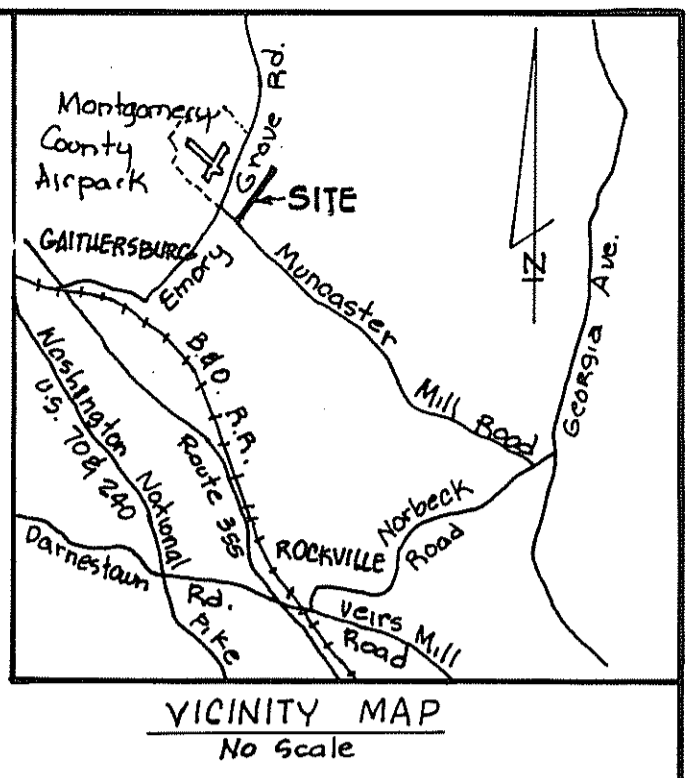 Montgomery
County
Airpark
Grove Rd.
SITE
GAITHERSBURG
Emory
Muncaster
Mill Road
N
Georgia Ave.
B&O. R.R.
Washington National Pike
U.S. 70 & 240
Route 355
Norbeck
Road
ROCKVILLE
Darnestown Rd.
Veirs Mill
Road
VICINITY MAP
No Scale